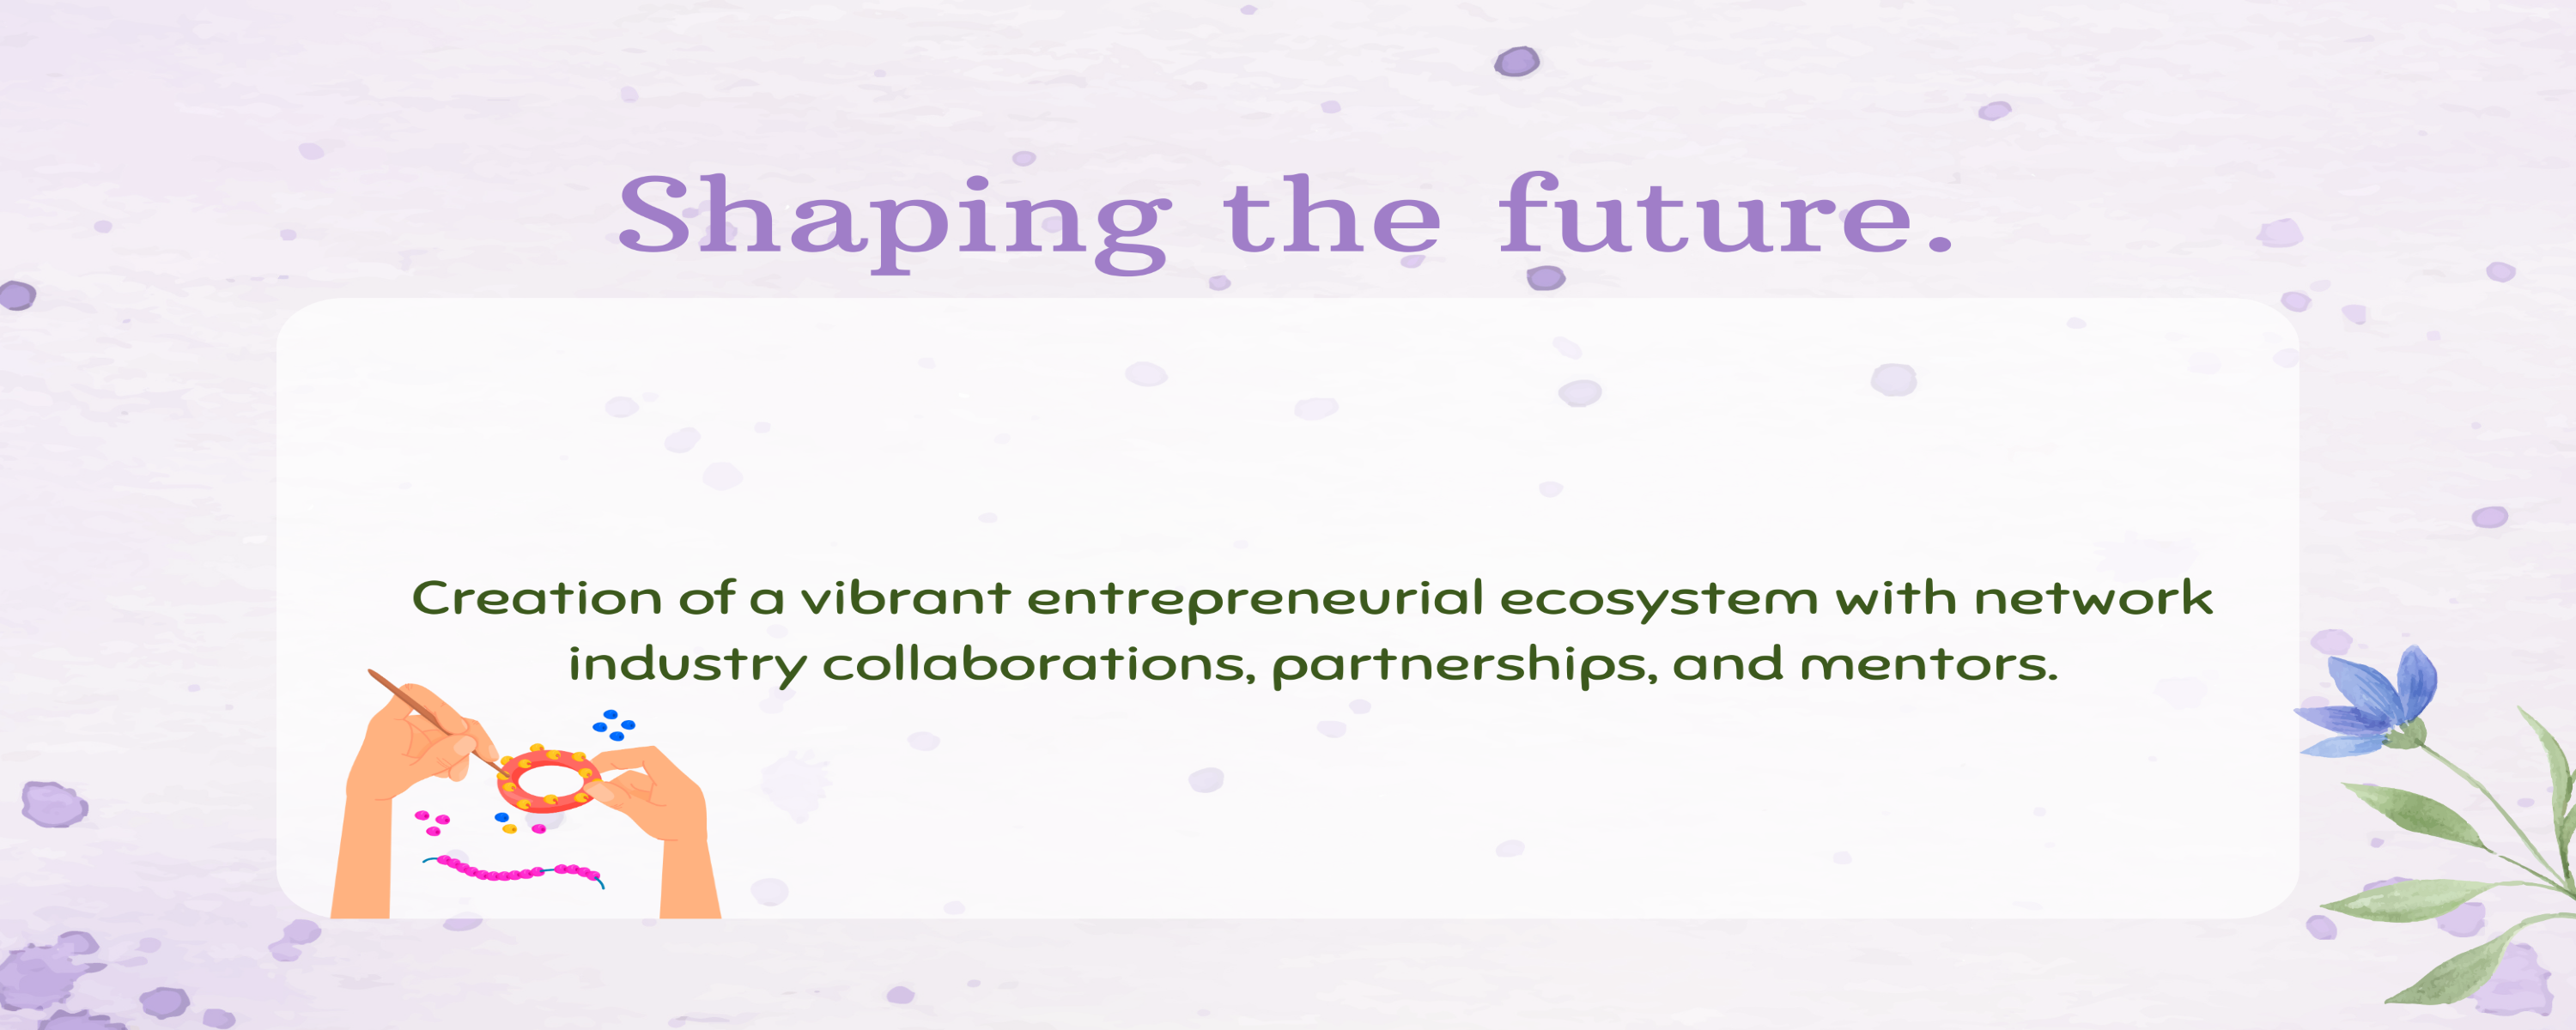 Shaping the future.
Creation of a vibrant entrepreneurial ecosystem with network
industry collaborations, partnerships, and mentors.